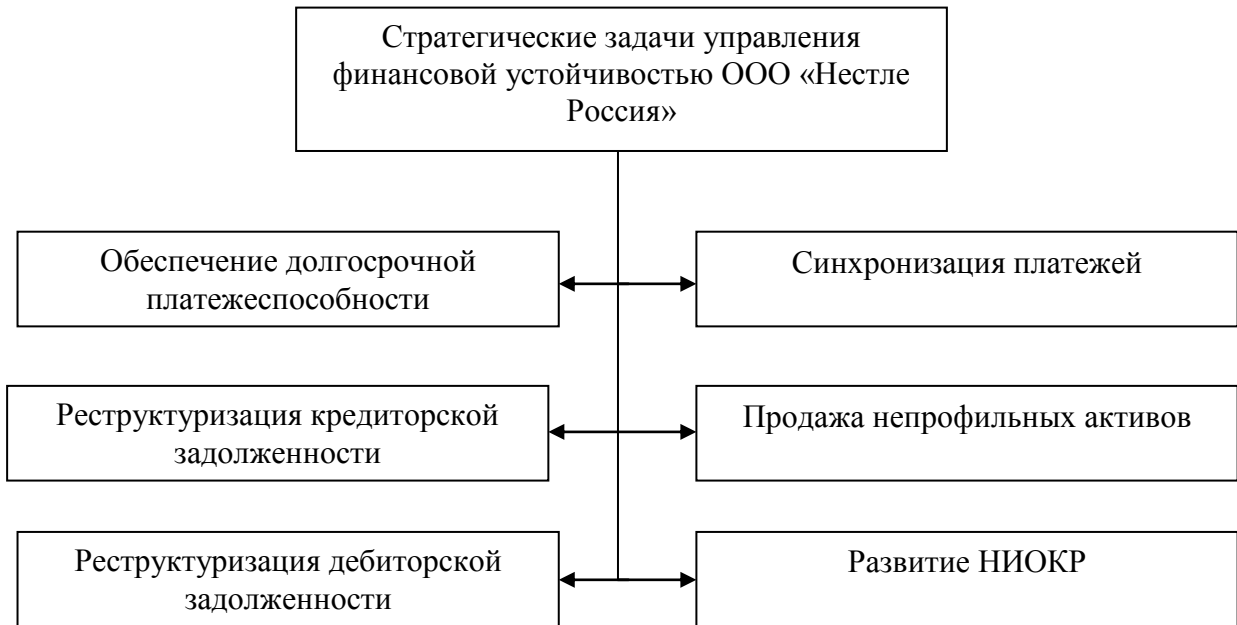 Стратегические задачи управления
финансовой устойчивостью ООО «Нестле
Россия»
Обеспечение долгосрочной
платежеспособности
Синхронизация платежей
Реструктуризация кредиторской
задолженности
Продажа непрофильных активов
Реструктуризация дебиторской
задолженности
Развитие НИОКР